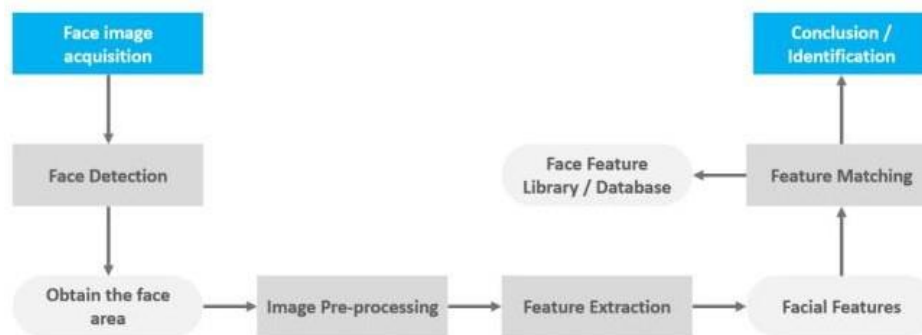 Face image
acquisition
Conclusion /
Identification
Face Detection
Face Feature
Library / Database
Feature Matching
Obtain the face
area
Image Pre-processing
Feature Extraction
Facial Features